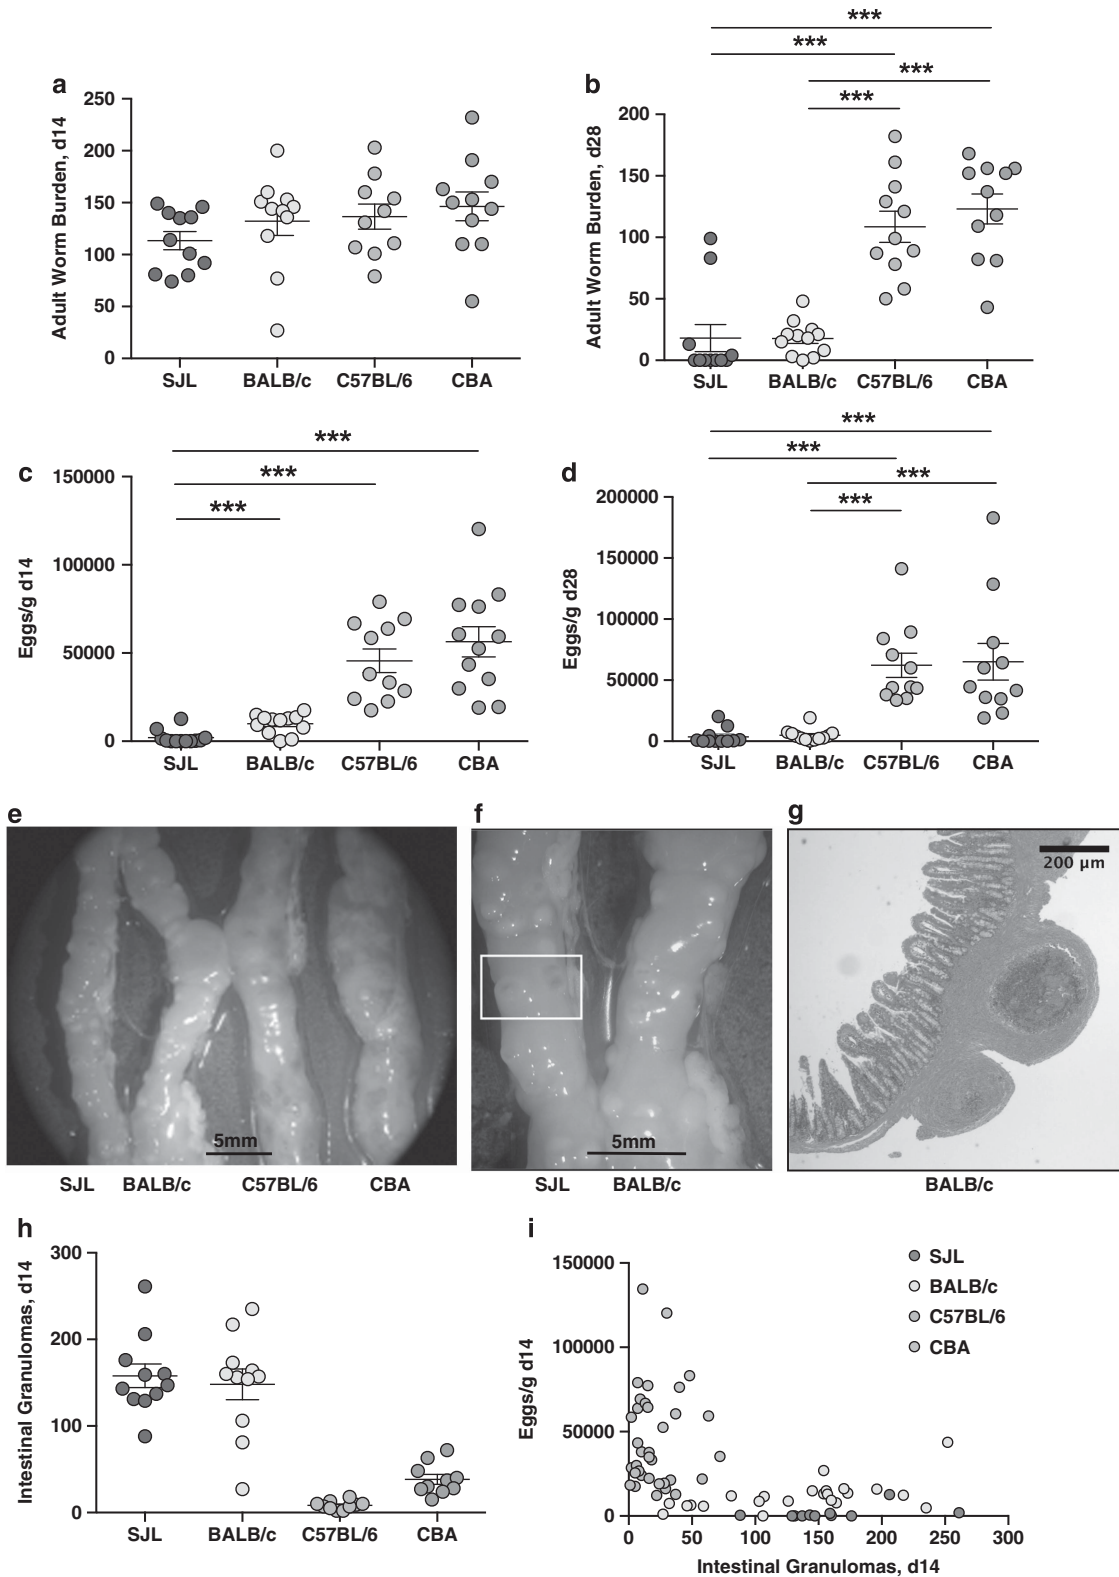 a
Adult Worm Burden, d14
250
200
150
100
50
0
SJL
BALB/c
C57BL/6
CBA
b
Adult Worm Burden, d28
***
***
***
***
200
150
100
50
0
SJL
BALB/c
C57BL/6
CBA
c
Eggs/g d14
***
***
***
150000
100000
50000
0
SJL
BALB/c
C57BL/6
CBA
d
Eggs/g d28
***
***
***
***
200000
150000
100000
50000
0
SJL
BALB/c
C57BL/6
CBA
e
5mm
SJL
BALB/c
C57BL/6
CBA
f
5mm
SJL
BALB/c
g
200 µm
BALB/c
h
Intestinal Granulomas, d14
300
200
100
0
SJL
BALB/c
C57BL/6
CBA
i
Eggs/g d14
150000
100000
50000
0
0
50
100
150
200
250
300
Intestinal Granulomas, d14
SJL
BALB/c
C57BL/6
CBA